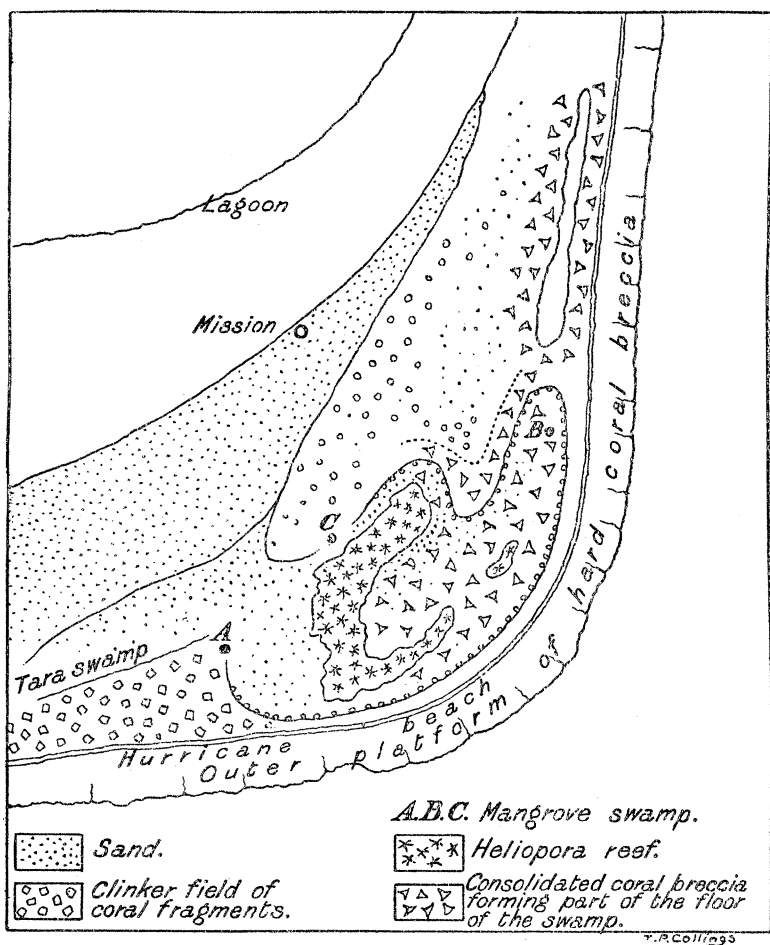 Lagoon
Mission
C
B
A
Tara swamp
Hurricane beach
Outer platform of hard coral breccia
A.B.C. Mangrove swamp.
Sand.
Heliopora reef.
Clinker field of
coral fragments.
Consolidated coral breccia
forming part of the floor
of the swamp.
T.P.Collings